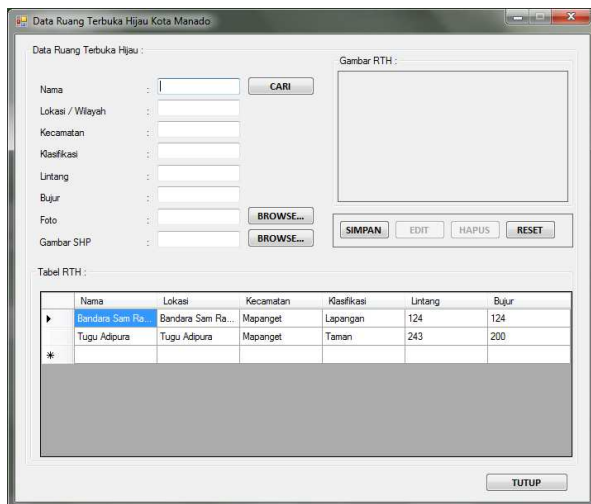 Data Ruang Terbuka Hijau Kota Manado
Data Ruang Terbuka Hijau :
Gambar RTH :
Nama :
CARI
Lokasi / Wilayah :
Kecamatan :
Klasifikasi :
Lintang :
Bujur :
Foto : BROWSE...
Gambar SHP : BROWSE...
SIMPAN EDIT HAPUS RESET
Tabel RTH :
Nama Lokasi Kecamatan Klasifikasi Lintang Bujur
Bandara Sam Ra... Bandara Sam Ra... Mapanget Lapangan 124 124
Tugu Adipura Tugu Adipura Mapanget Taman 243 200
TUTUP